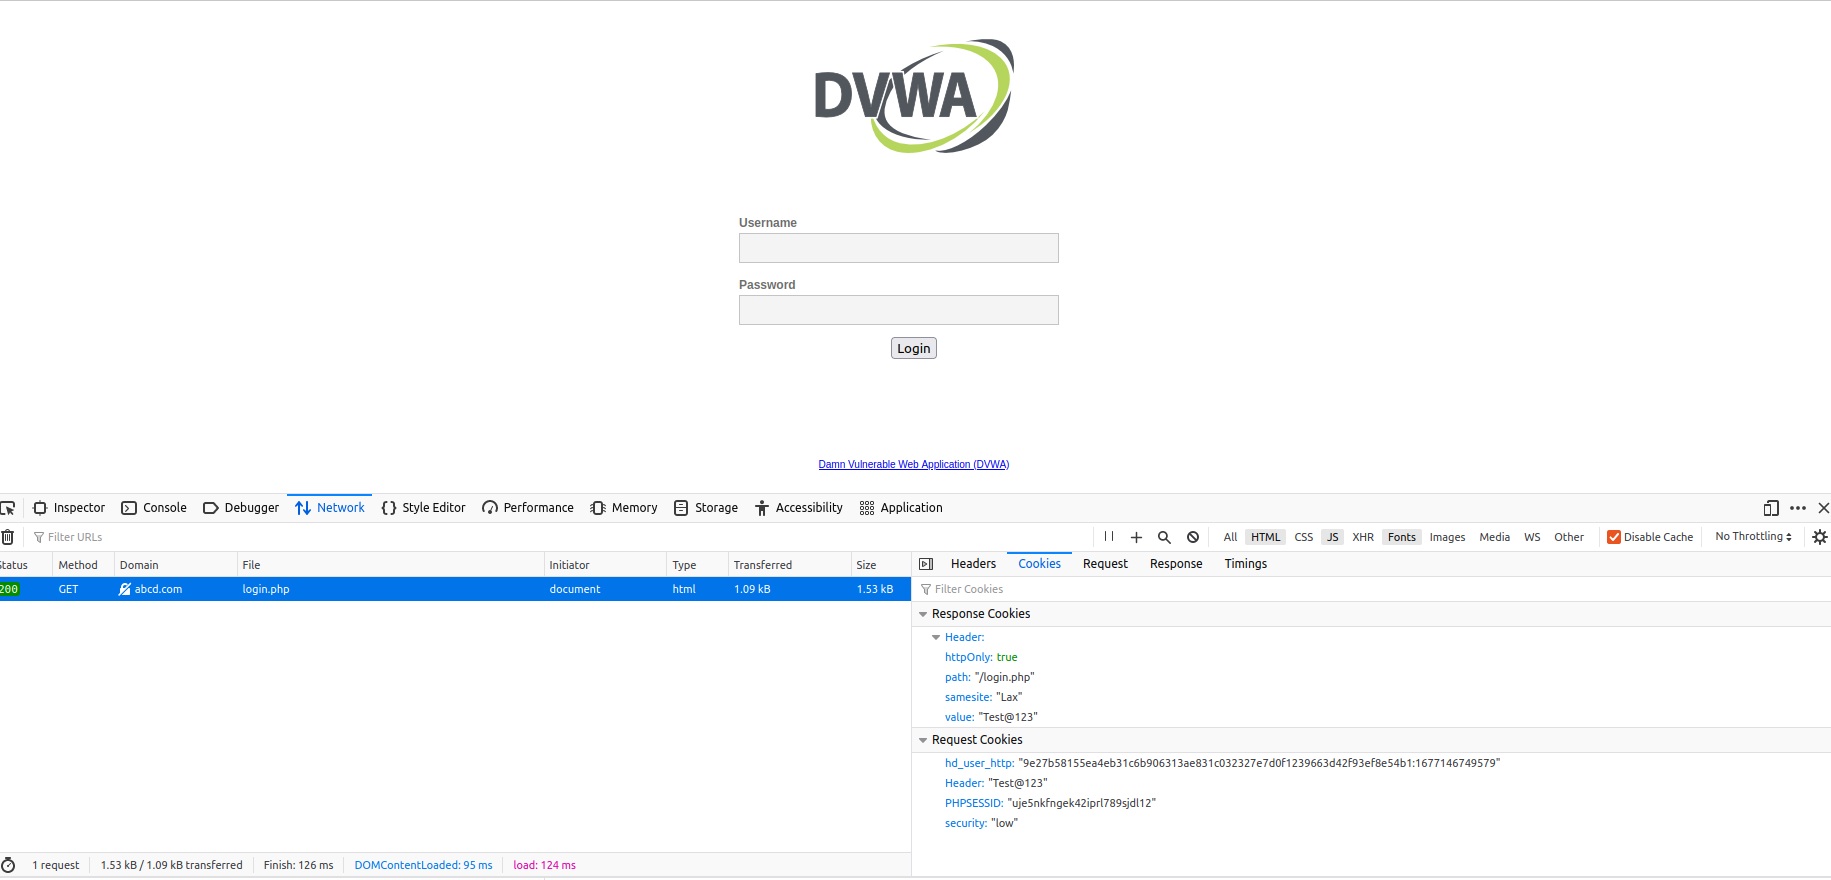 DVWA
Username
Password
Login
Damn Vulnerable Web Application (DVWA)
Inspector Console Debugger Network Style Editor Performance Memory Storage Accessibility Application
Filter URLs All HTML CSS JS XHR Fonts Images Media WS Other Disable Cache No Throttling
Status Method Domain File Initiator Type Transferred Size
200 GET abcd.com login.php document html 1.09 kB 1.53 kB
Headers Cookies Request Response Timings
Filter Cookies
Response Cookies
Header:
httpOnly: true
path: "/login.php"
samesite: "Lax"
value: "Test@123"
Request Cookies
hd_user_http: "9e27b58155ea4eb31c6b906313ae831c032327e7d0f1239663d42f93ef8e54b1:1677146749579"
Header: "Test@123"
PHPSESSID: "uje5nkfngek42iprl789sjdl12"
security: "low"
1 request 1.53 kB / 1.09 kB transferred Finish: 126 ms DOMContentLoaded: 95 ms load: 124 ms